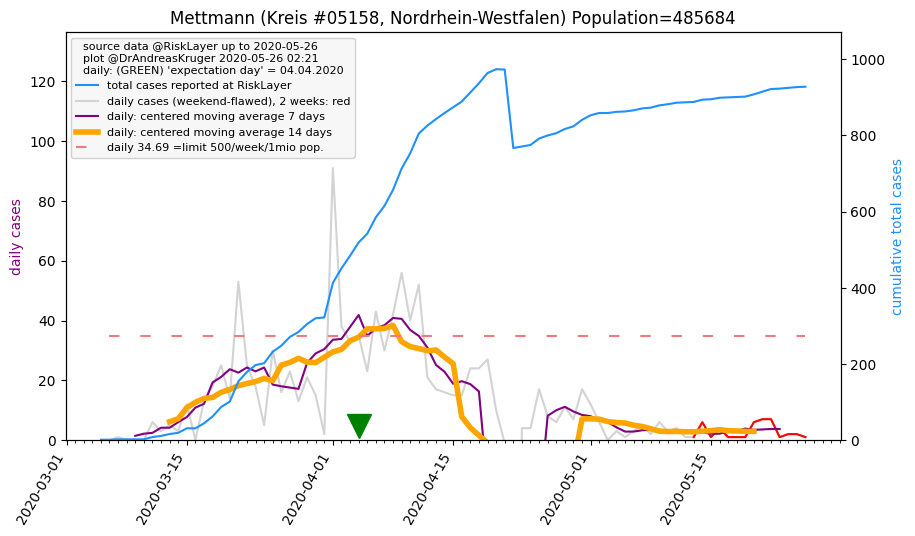 Mettmann (Kreis #05158, Nordrhein-Westfalen) Population=485684
source data @RiskLayer up to 2020-05-26
plot @DrAndreasKruger 2020-05-26 02:21
daily: (GREEN) 'expectation day' = 04.04.2020
total cases reported at RiskLayer
daily cases (weekend-flawed), 2 weeks: red
daily: centered moving average 7 days
daily: centered moving average 14 days
daily 34.69 =limit 500/week/1mio pop.
daily cases
120
100
80
60
40
20
0
1000
800
600
400
200
0
cumulative total cases
2020-03-01
2020-03-15
2020-04-01
2020-04-15
2020-05-01
2020-05-15